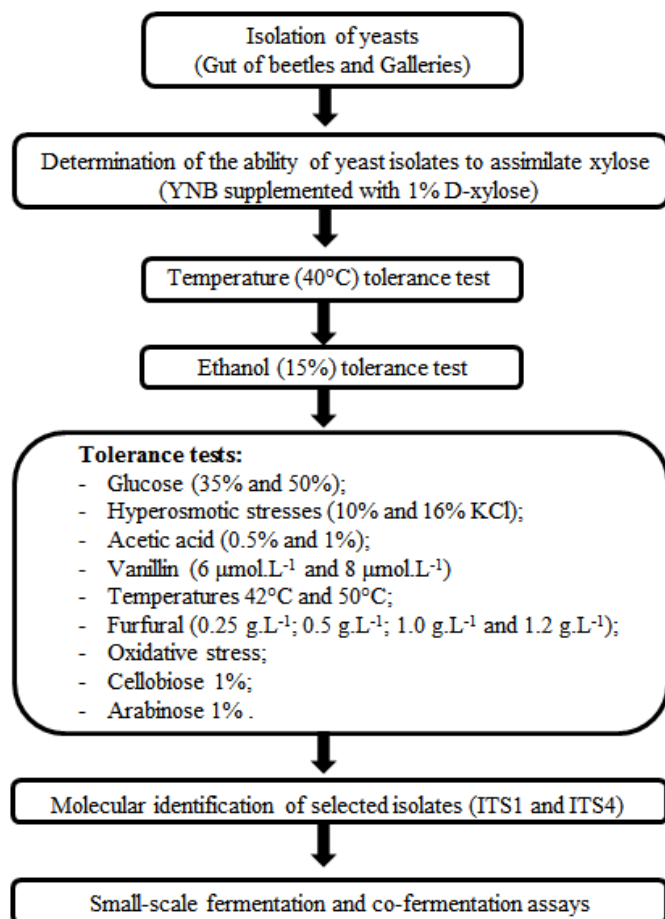 Isolation of yeasts
(Gut of beetles and Galleries)
Determination of the ability of yeast isolates to assimilate xylose
(YNB supplemented with 1% D-xylose)
Temperature (40°C) tolerance test
Ethanol (15%) tolerance test
Tolerance tests:
- Glucose (35% and 50%);
- Hyperosmotic stresses (10% and 16% KCl);
- Acetic acid (0.5% and 1%);
- Vanillin (6 μmol.L⁻¹ and 8 μmol.L⁻¹)
- Temperatures 42°C and 50°C;
- Furfural (0.25 g.L⁻¹; 0.5 g.L⁻¹; 1.0 g.L⁻¹ and 1.2 g.L⁻¹);
- Oxidative stress;
- Cellobiose 1%;
- Arabinose 1% .
Molecular identification of selected isolates (ITS1 and ITS4)
Small-scale fermentation and co-fermentation assays